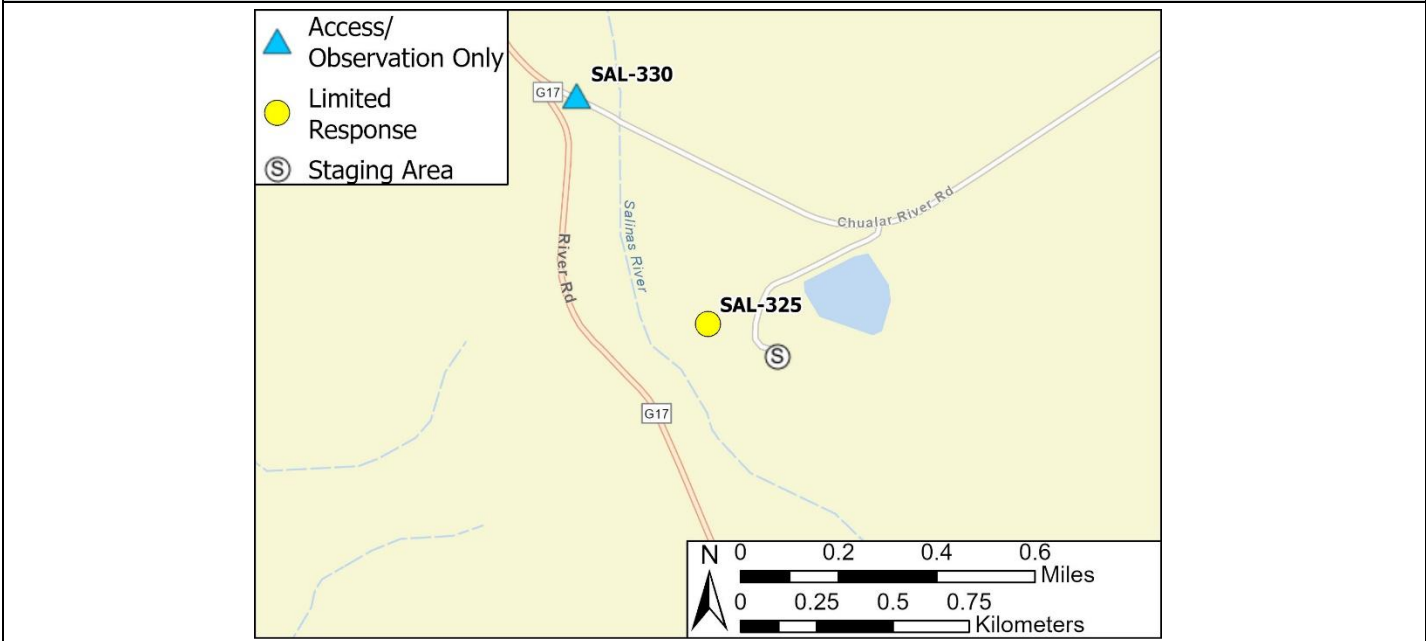 Access/
Observation Only
Limited
Response
S Staging Area
SAL-330
G17
Chualar River Rd
Salinas River
River Rd
SAL-325
S
G17
N
0 0.2 0.4 0.6
Miles
0 0.25 0.5 0.75
Kilometers